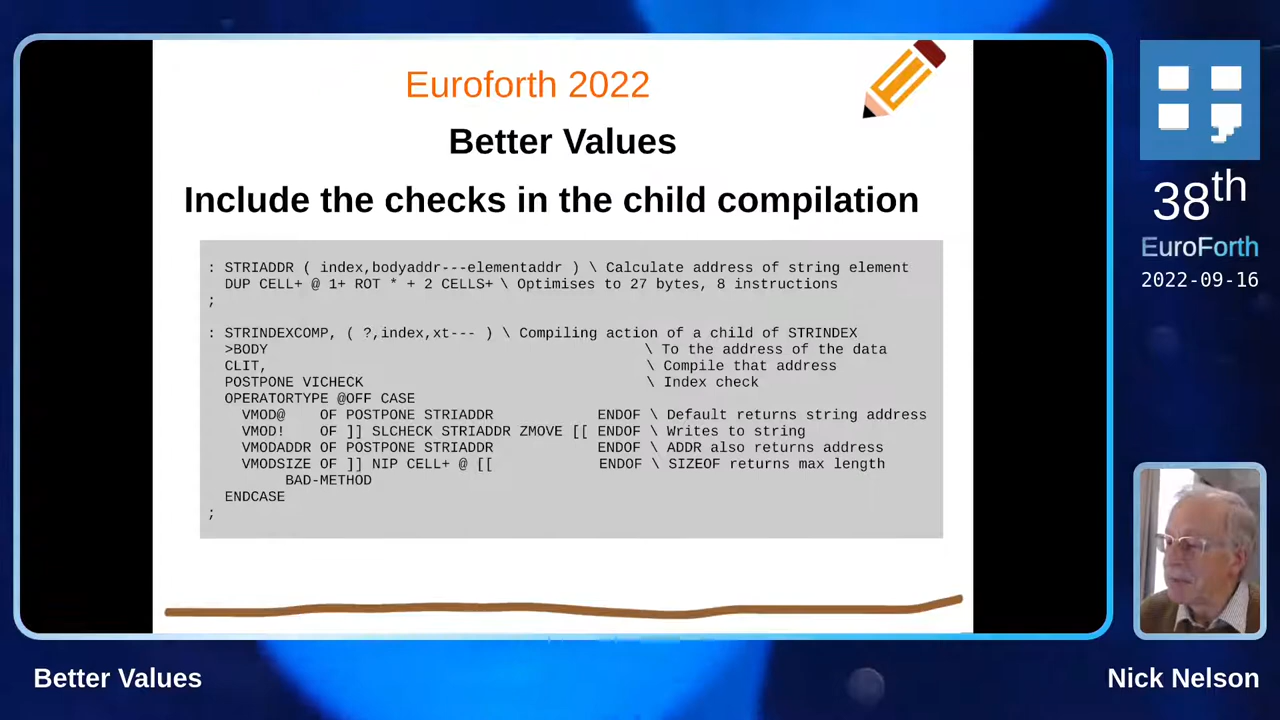 Euroforth 2022
Better Values
Include the checks in the child compilation
: STRIADDR ( index,bodyaddr---elementaddr ) \ Calculate address of string element
DUP CELL+ @ 1+ ROT * + 2 CELLS+ \ Optimises to 27 bytes, 8 instructions
;
: STRINDEXCOMP, ( ?,index,xt--- ) \ Compiling action of a child of STRINDEX
>BODY \ To the address of the data
CLIT, \ Compile that address
POSTPONE VICHECK \ Index check
OPERATORTYPE @OFF CASE
VMOD@ OF POSTPONE STRIADDR ENDOF \ Default returns string address
VMOD! OF ]] SLCHECK STRIADDR ZMOVE [[ ENDOF \ Writes to string
VMODADDR OF POSTPONE STRIADDR ENDOF \ ADDR also returns address
VMODSIZE OF ]] NIP CELL+ @ [[ ENDOF \ SIZEOF returns max length
BAD-METHOD
ENDCASE
;
38th
EuroForth
2022-09-16
Better Values
Nick Nelson